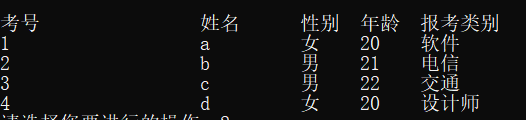 考号 姓名 性别 年龄 报考类别
1 a 女 20 软件
2 b 男 21 电信
3 c 男 22 交通
4 d 女 20 设计师